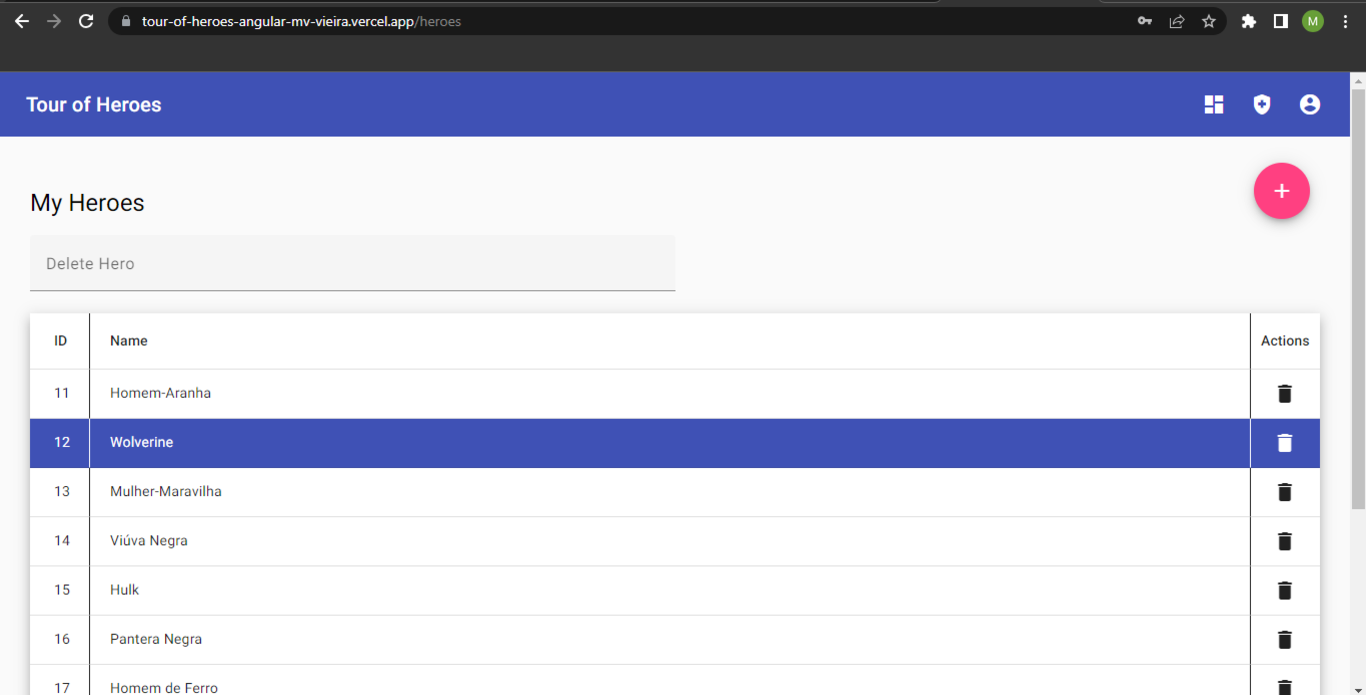 tour-of-heroes-angular-mv-vieira.vercel.app/heroes
M
Tour of Heroes
My Heroes
Delete Hero
ID Name Actions
11 Homem-Aranha
12 Wolverine
13 Mulher-Maravilha
14 Viúva Negra
15 Hulk
16 Pantera Negra
17 Homem de Ferro